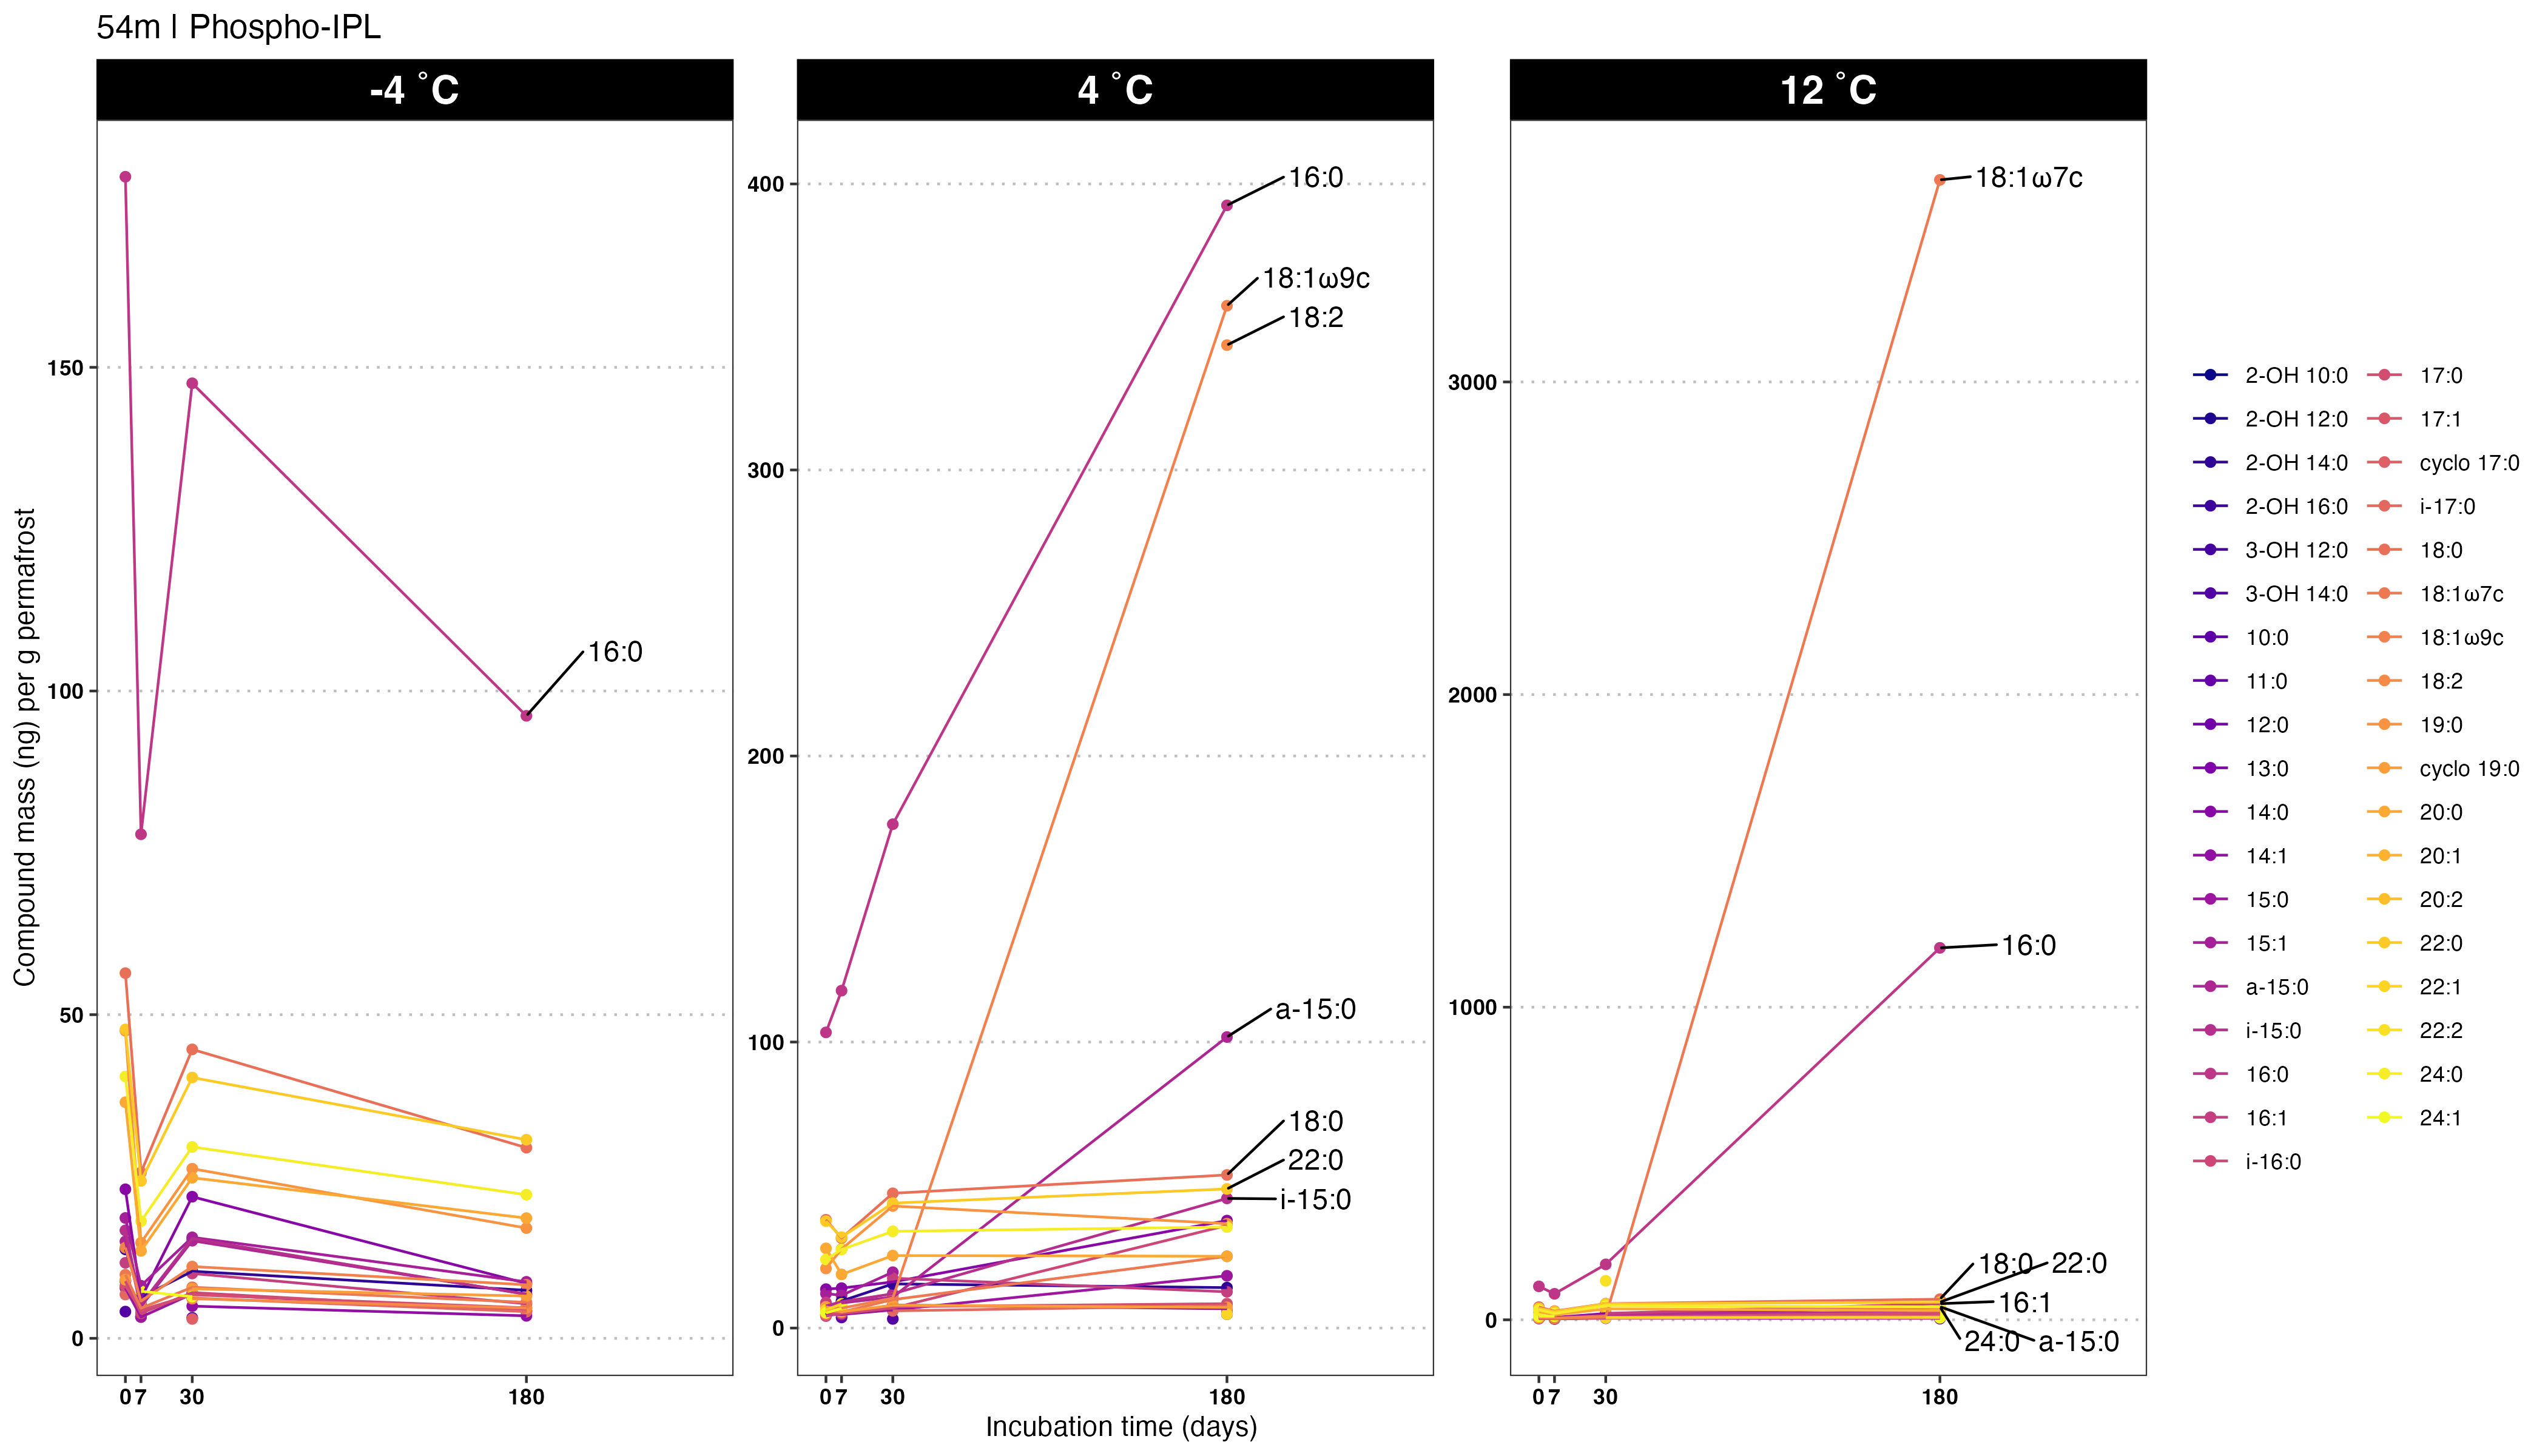 54m | Phospho-IPL
-4 °C
4 °C
12 °C
Compound mass (ng) per g permafrost
150
100
50
0
16:0
0 7 30 180
400
300
200
100
0
16:0
18:1ω9c
18:2
a-15:0
18:0
22:0
i-15:0
0 7 30 180
3000
2000
1000
0
18:1ω7c
16:0
18:0 22:0
16:1
24:0 a-15:0
0 7 30 180
Incubation time (days)
2-OH 10:0
2-OH 12:0
2-OH 14:0
2-OH 16:0
3-OH 12:0
3-OH 14:0
10:0
11:0
12:0
13:0
14:0
14:1
15:0
15:1
a-15:0
i-15:0
16:0
16:1
i-16:0
17:0
17:1
cyclo 17:0
i-17:0
18:0
18:1ω7c
18:1ω9c
18:2
19:0
cyclo 19:0
20:0
20:1
20:2
22:0
22:1
22:2
24:0
24:1